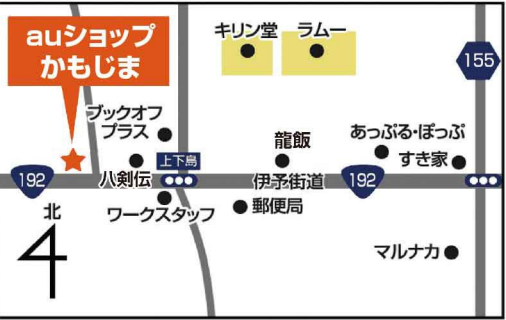 auショップ
かもじま
キリン堂
ラムー
155
ブックオフ
プラス
上下島
龍飯
あっぷる・ぽっぷ
すき家
192
八剣伝
伊予街道
192
北
ワークスタッフ
郵便局
マルナカ